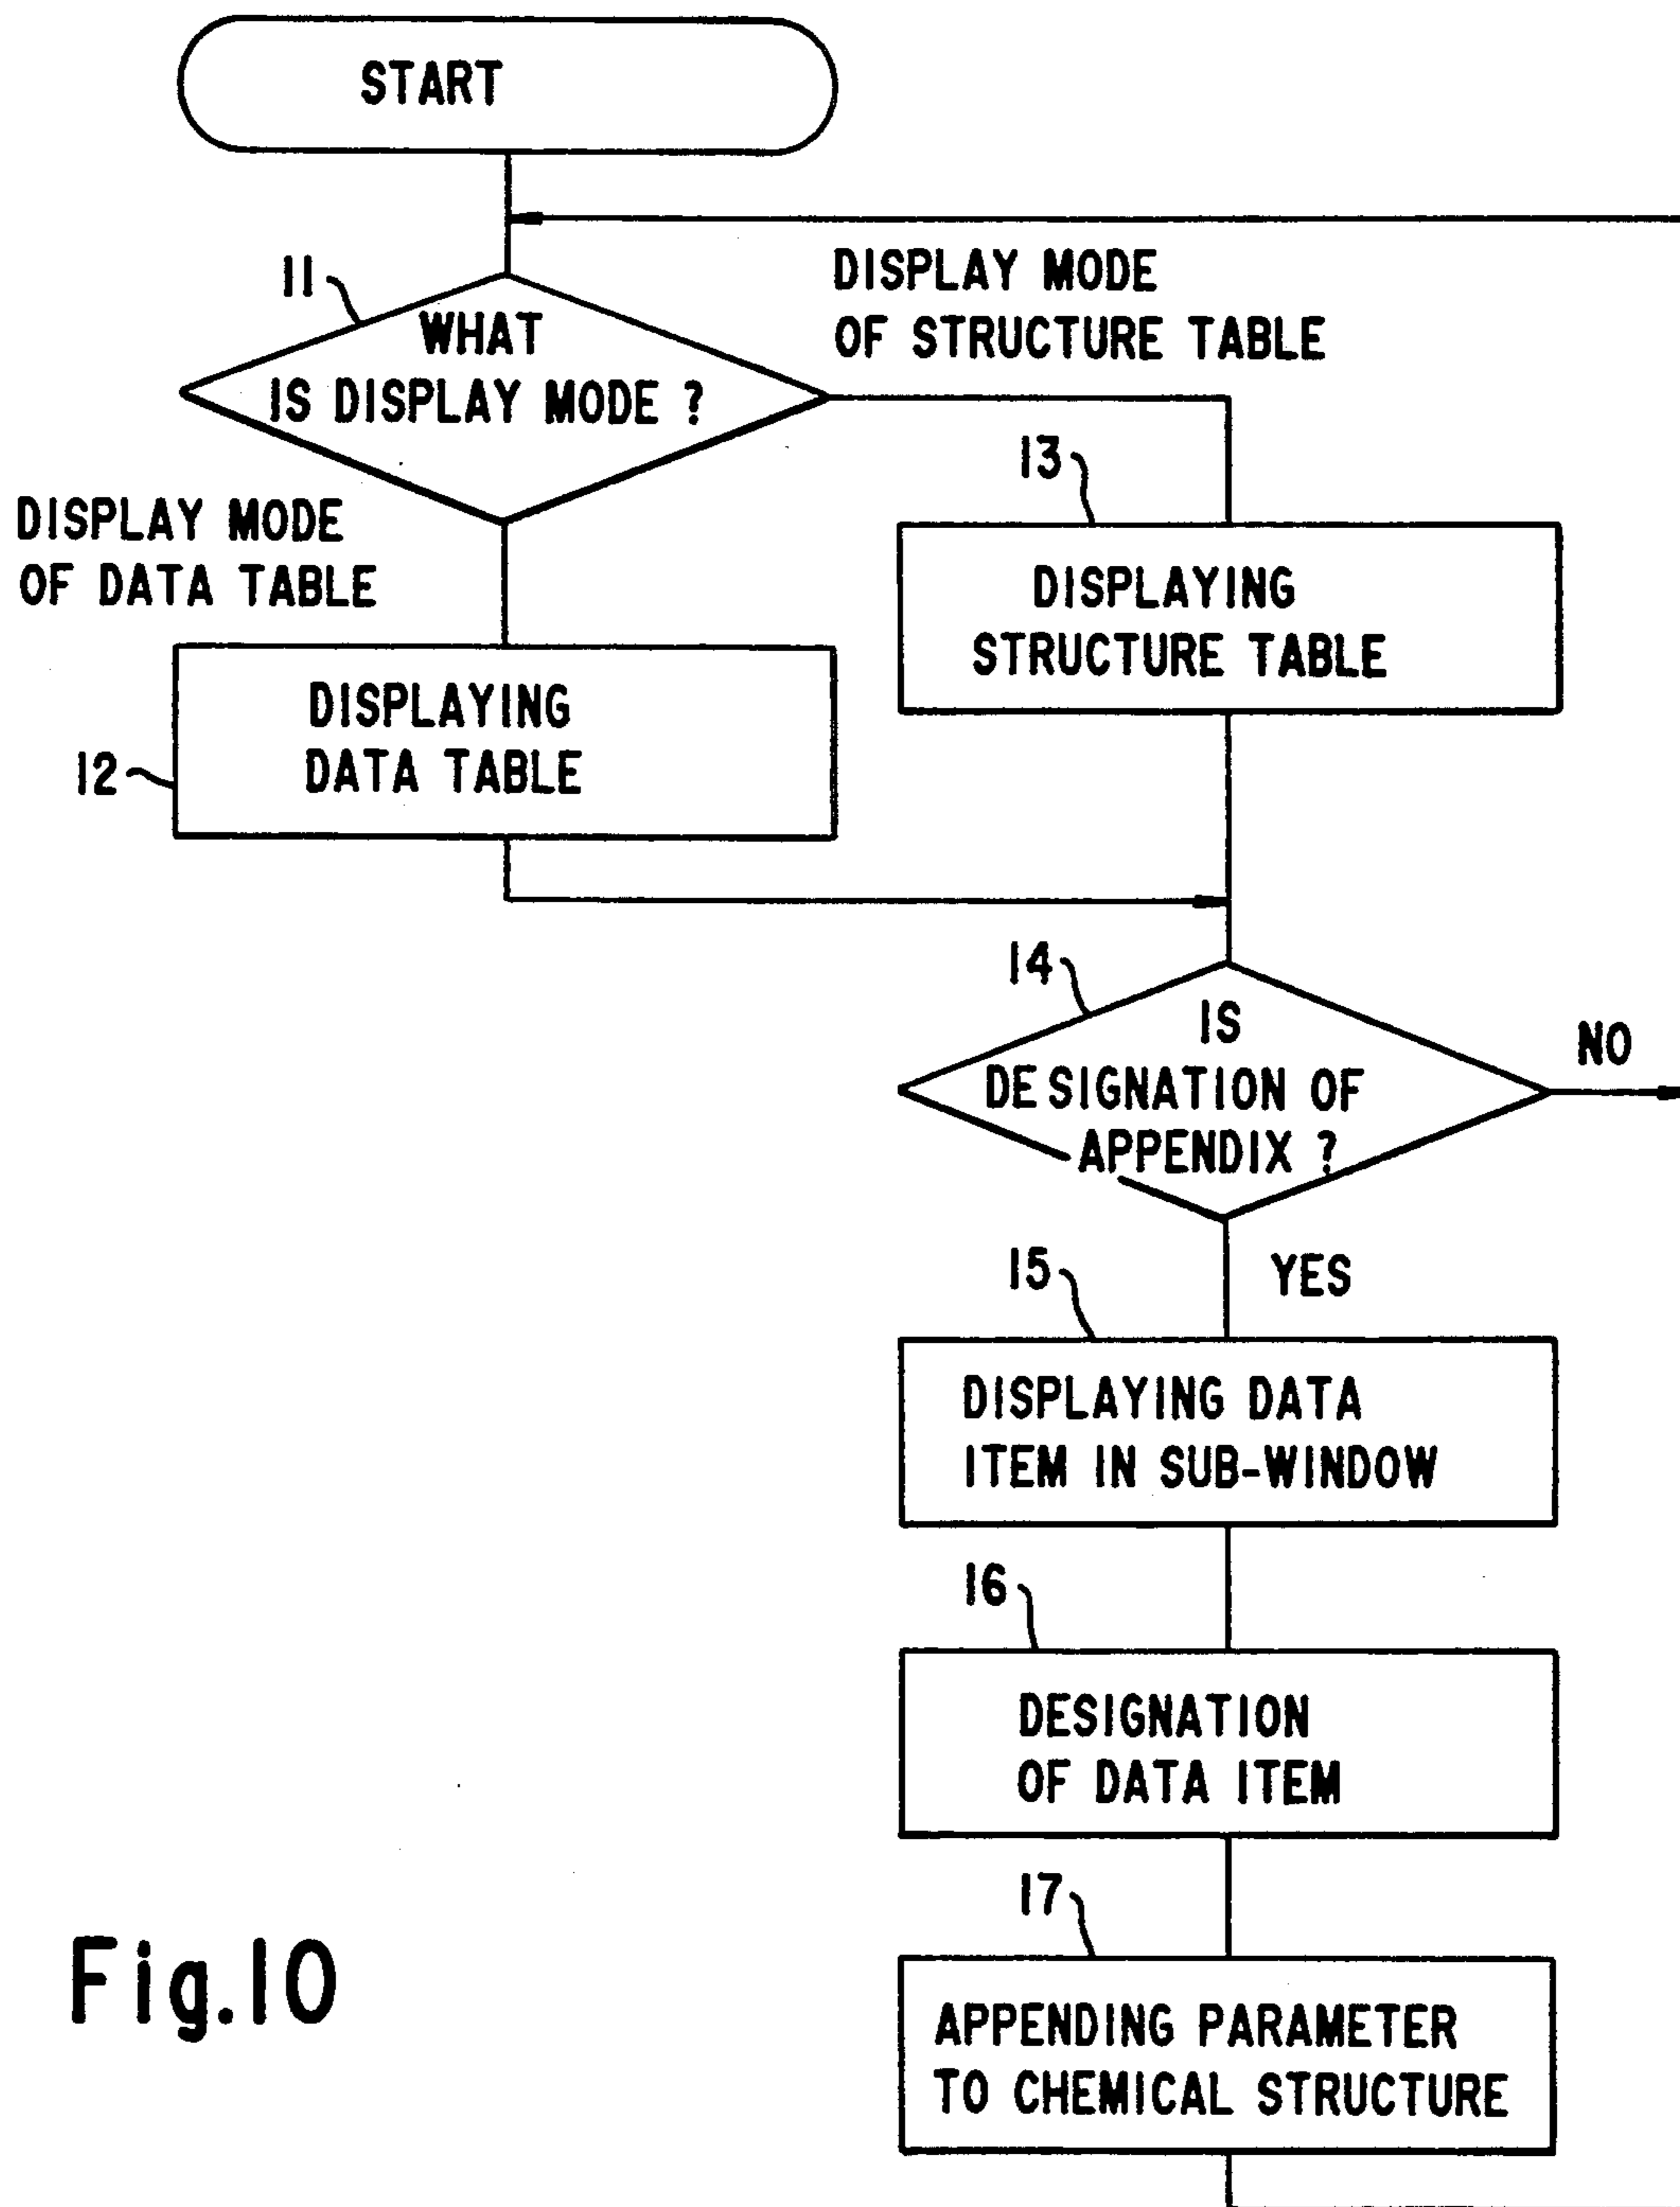 START
11
WHAT
IS DISPLAY MODE ?
DISPLAY MODE
OF STRUCTURE TABLE
DISPLAY MODE
OF DATA TABLE
13
DISPLAYING
STRUCTURE TABLE
12
DISPLAYING
DATA TABLE
14
IS
DESIGNATION OF
APPENDIX ?
NO
YES
15
DISPLAYING DATA
ITEM IN SUB-WINDOW
16
DESIGNATION
OF DATA ITEM
17
APPENDING PARAMETER
TO CHEMICAL STRUCTURE
Fig.10